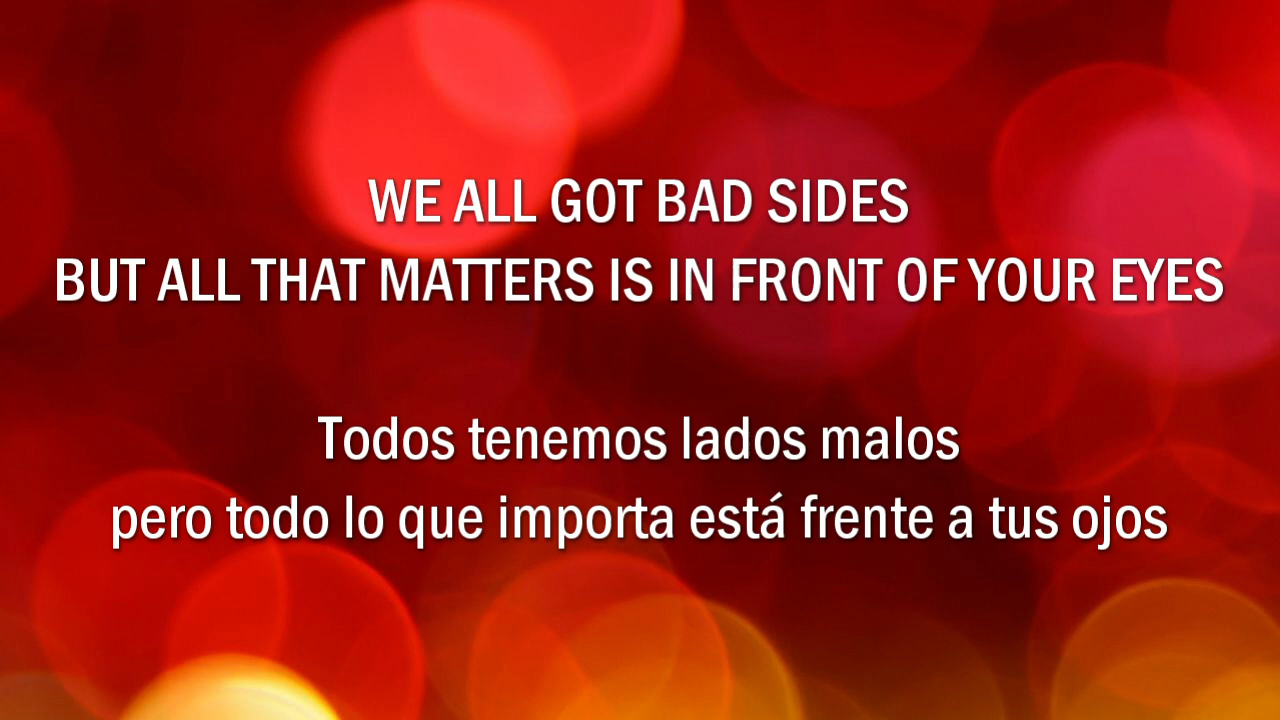 WE ALL GOT BAD SIDES
BUT ALL THAT MATTERS IS IN FRONT OF YOUR EYES
Todos tenemos lados malos
pero todo lo que importa está frente a tus ojos